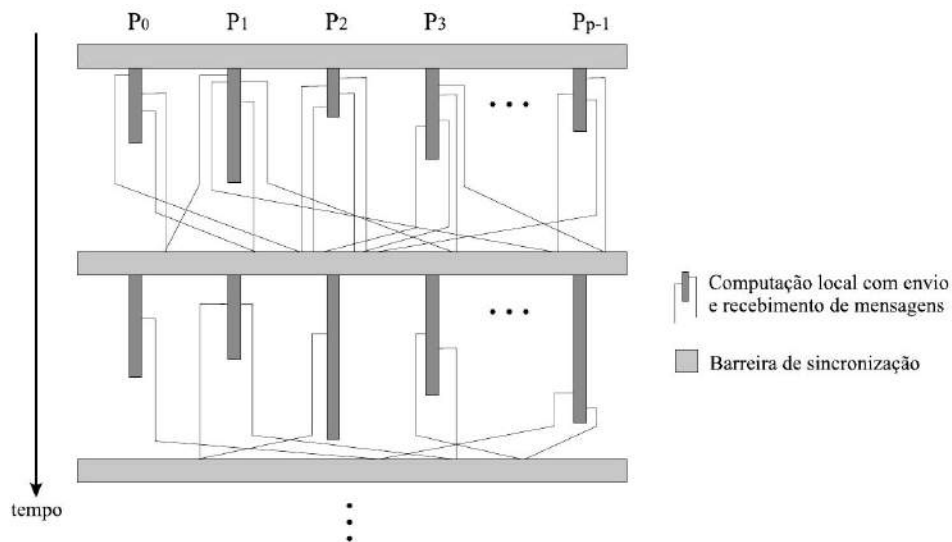 P0 P1 P2 P3 Pp-1
Computação local com envio
e recebimento de mensagens
Barreira de sincronização
tempo